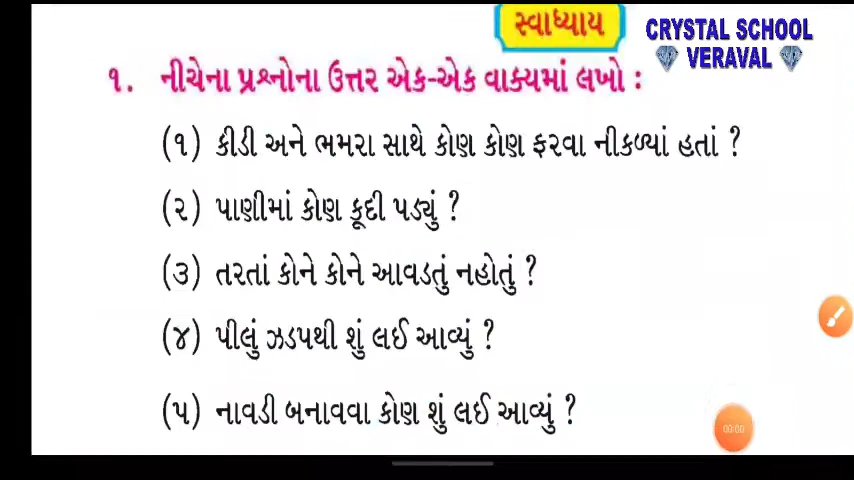 સ્વાધ્યાય
CRYSTAL SCHOOL
VERAVAL
૧. નીચેના પ્રશ્નોના ઉત્તર એક-એક વાક્યમાં લખો :
(૧) કીડી અને ભમરા સાથે કોણ કોણ ફરવા નીકળ્યાં હતાં ?
(૨) પાણીમાં કોણ કૂદી પડ્યું ?
(૩) તરતાં કોને કોને આવડતું નહોતું ?
(૪) પીલું ઝડપથી શું લઈ આવ્યું ?
(૫) નાવડી બનાવવા કોણ શું લઈ આવ્યું ?
00:00